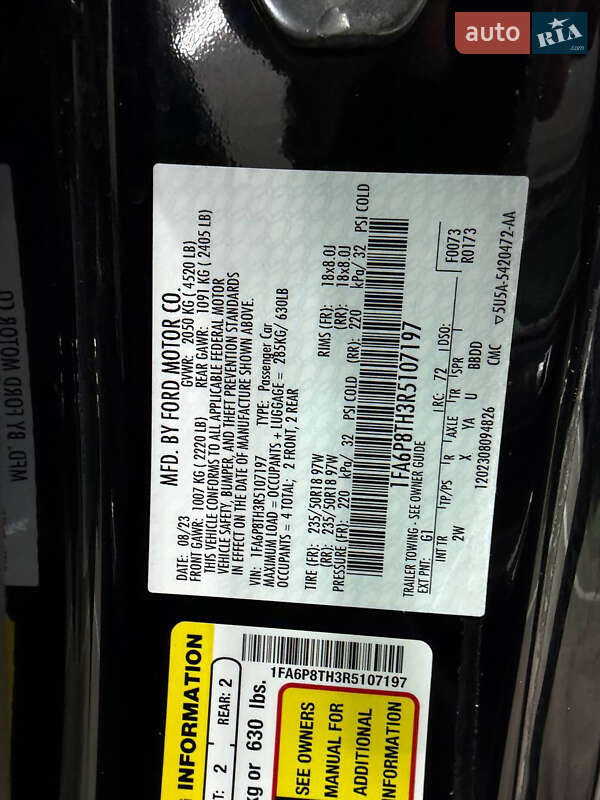 auto RIA .com
MFD. BY FORD MOTOR CO.
DATE: 08/23 GVWR: 2050 KG ( 4520 LB)
FRONT GAWR: 1007 KG (2220 LB) REAR GAWR: 1091 KG ( 2405 LB)
THIS VEHICLE CONFORMS TO ALL APPLICABLE FEDERAL MOTOR
VEHICLE SAFETY, BUMPER, AND THEFT PREVENTION STANDARDS
IN EFFECT ON THE DATE OF MANUFACTURE SHOWN ABOVE.
VIN: 1FA6P8TH3R5107197 TYPE: Passenger Car
MAXIMUM LOAD = OCCUPANTS + LUGGAGE = 285KG/ 630LB
OCCUPANTS = 4 TOTAL; 2 FRONT, 2 REAR
TIRE (FR): 235/50R18 97W RIMS (FR): 18x8.0J
(RR): 235/50R18 97W (RR): 18x8.0J
PRESSURE (FR): 220 kPa/ 32 PSI COLD (RR): 220 kPa/ 32 PSI COLD
1FA6P8TH3R5107197
TRAILER TOWING - SEE OWNER GUIDE
EXT PNT: G1 RC: 72 DSO: F0073
R0173
INT TR TP/PS R AXLE TR SPR
2W X YA U BBDD
1202308094826 CMC ▽5U5A-5420472-AA
1FA6P8TH3R5107197
INFORMATION
2 REAR: 2
kg or 630 lbs.
SEE OWNERS
MANUAL FOR
ADDITIONAL
INFORMATION
MFD. BY FORD MOTOR CO